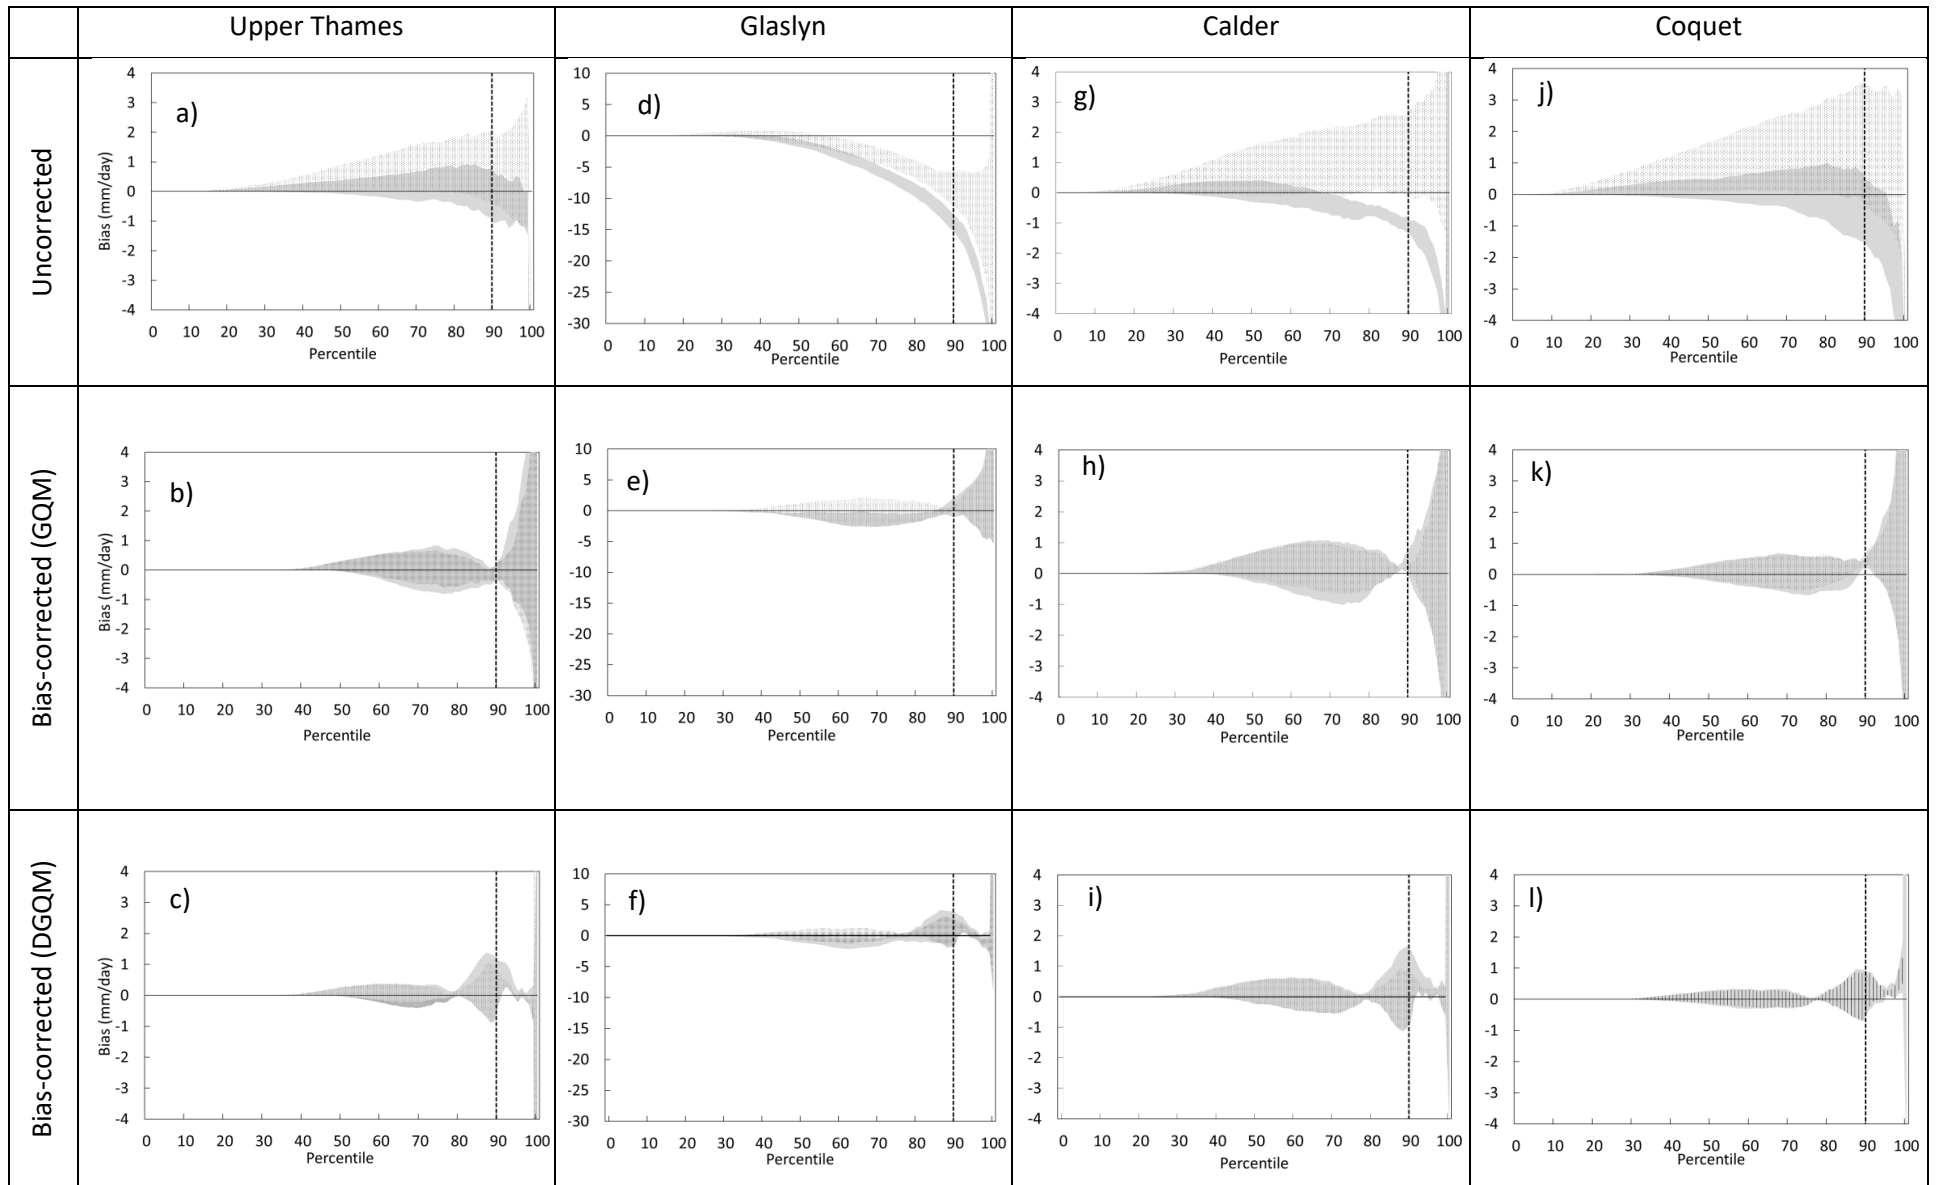 Upper Thames Glaslyn Calder Coquet
Uncorrected
a)
4
3
2
1
0
-1
-2
-3
-4
Bias (mm/day)
0 10 20 30 40 50 60 70 80 90 100
Percentile
d)
10
5
0
-5
-10
-15
-20
-25
-30
0 10 20 30 40 50 60 70 80 90 100
Percentile
g)
4
3
2
1
0
-1
-2
-3
-4
0 10 20 30 40 50 60 70 80 90 100
Percentile
j)
4
3
2
1
0
-1
-2
-3
-4
0 10 20 30 40 50 60 70 80 90 100
Percentile
Bias-corrected (GQM)
b)
4
3
2
1
0
-1
-2
-3
-4
Bias (mm/day)
0 10 20 30 40 50 60 70 80 90 100
Percentile
e)
10
5
0
-5
-10
-15
-20
-25
-30
0 10 20 30 40 50 60 70 80 90 100
Percentile
h)
4
3
2
1
0
-1
-2
-3
-4
0 10 20 30 40 50 60 70 80 90 100
Percentile
k)
4
3
2
1
0
-1
-2
-3
-4
0 10 20 30 40 50 60 70 80 90 100
Percentile
Bias-corrected (DGQM)
c)
4
3
2
1
0
-1
-2
-3
-4
Bias (mm/day)
0 10 20 30 40 50 60 70 80 90 100
Percentile
f)
10
5
0
-5
-10
-15
-20
-25
-30
0 10 20 30 40 50 60 70 80 90 100
Percentile
i)
4
3
2
1
0
-1
-2
-3
-4
0 10 20 30 40 50 60 70 80 90 100
Percentile
l)
4
3
2
1
0
-1
-2
-3
-4
0 10 20 30 40 50 60 70 80 90 100
Percentile